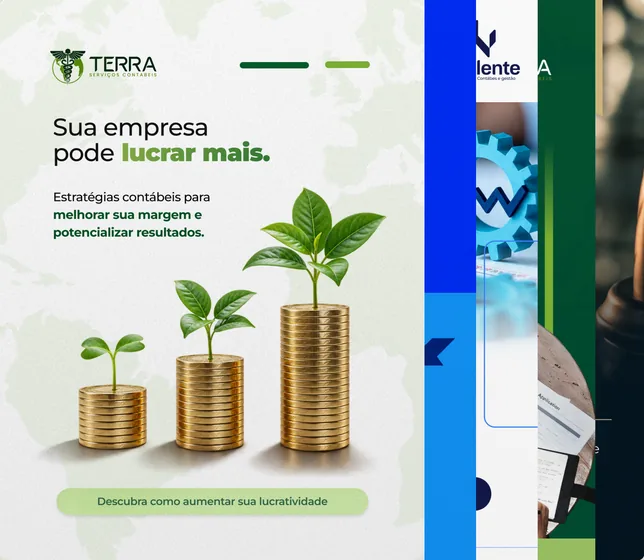 TERRA
SERVIÇOS CONTÁBEIS
Sua empresa
pode lucrar mais.
Estratégias contábeis para
melhorar sua margem e
potencializar resultados.
Descubra como aumentar sua lucratividade
lente
Contábeis e gestão
A
Application
e